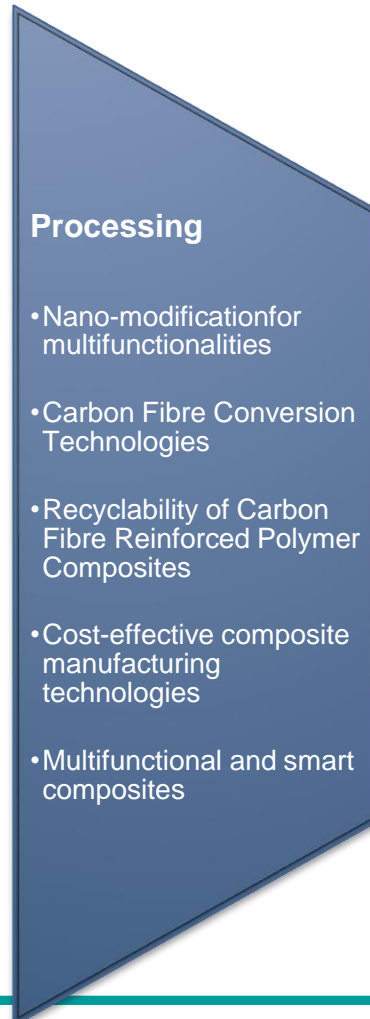 Processing
•Nano-modificationfor
multifunctionalities
•Carbon Fibre Conversion
Technologies
•Recyclability of Carbon
Fibre Reinforced Polymer
Composites
•Cost-effective composite
manufacturing
technologies
•Multifunctional and smart
composites